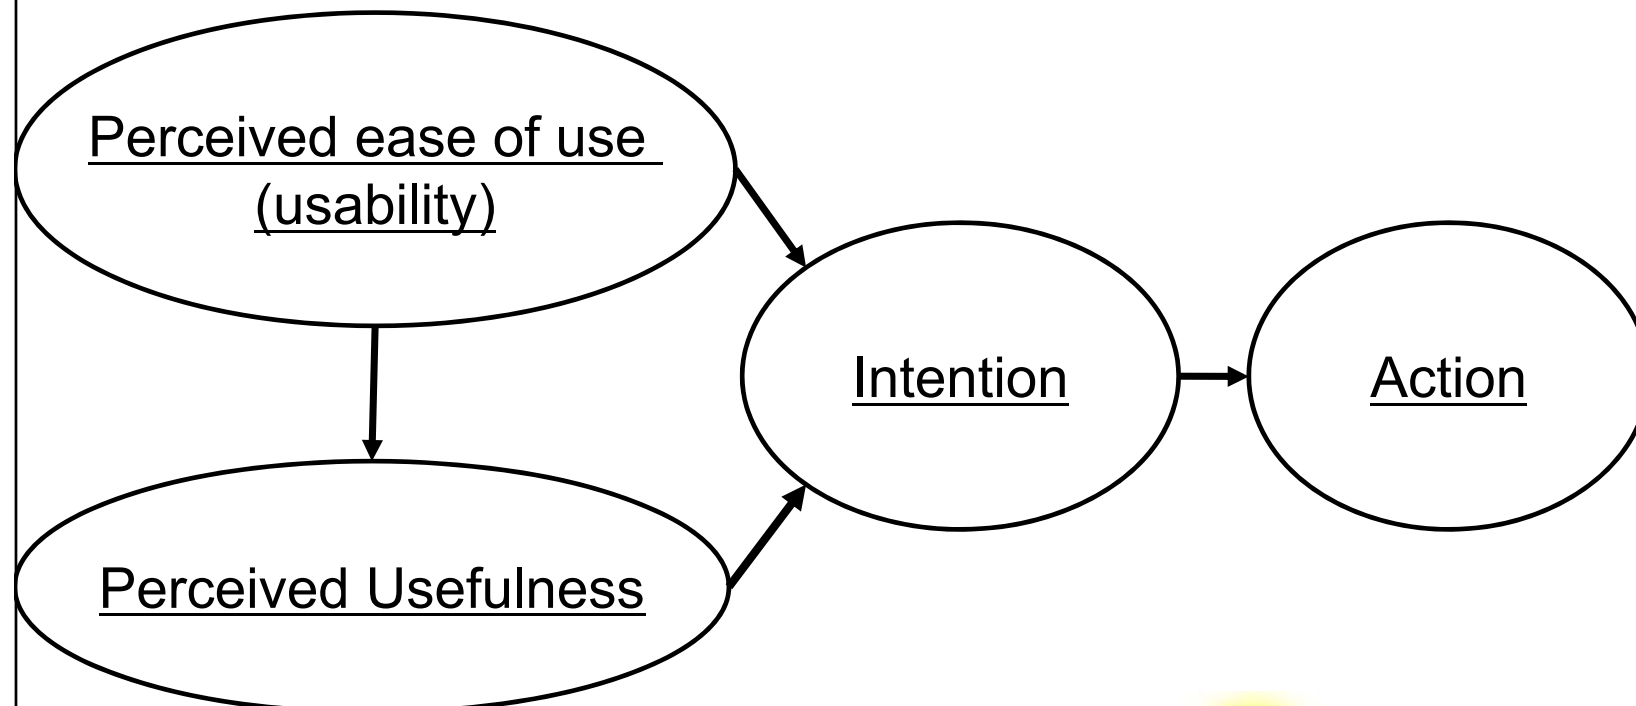 Perceived ease of use
(usability)
Intention
Action
Perceived Usefulness